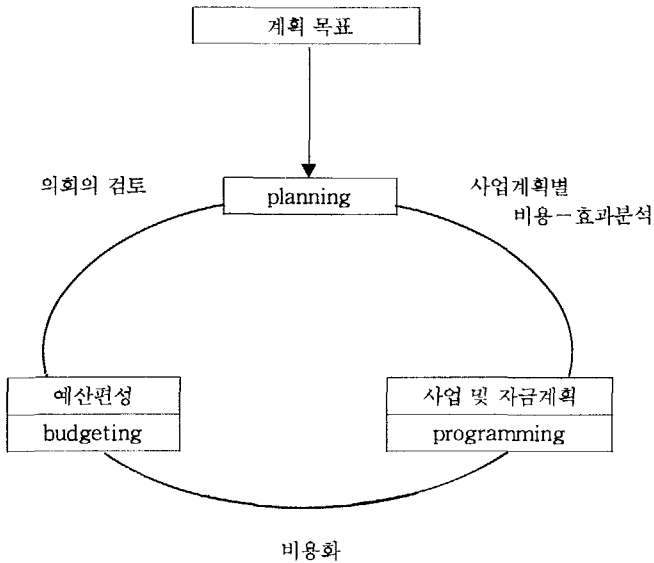 계획 목표
의회의 검토
planning
사업계획별
비용－효과분석
예산편성
budgeting
사업 및 자금계획
programming
비용화